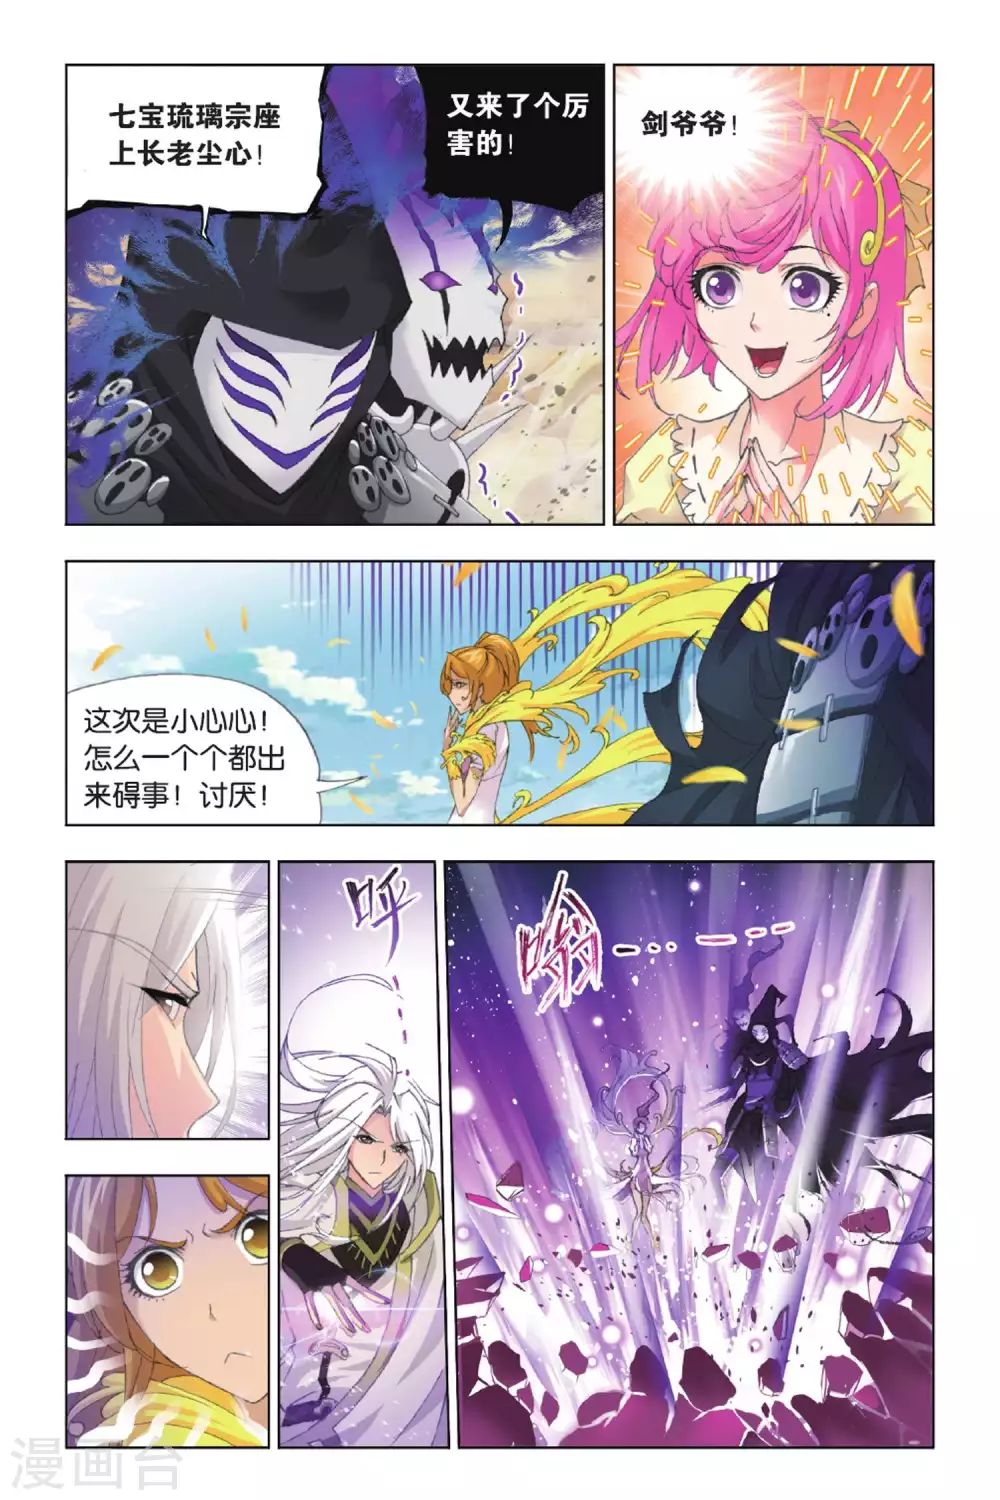 七宝琉璃宗座
上长老尘心！
又来了个厉
害的！
剑爷爷！
这次是小心心！
怎么一个个都出
来碍事！讨厌！
呼
嗡
漫画台